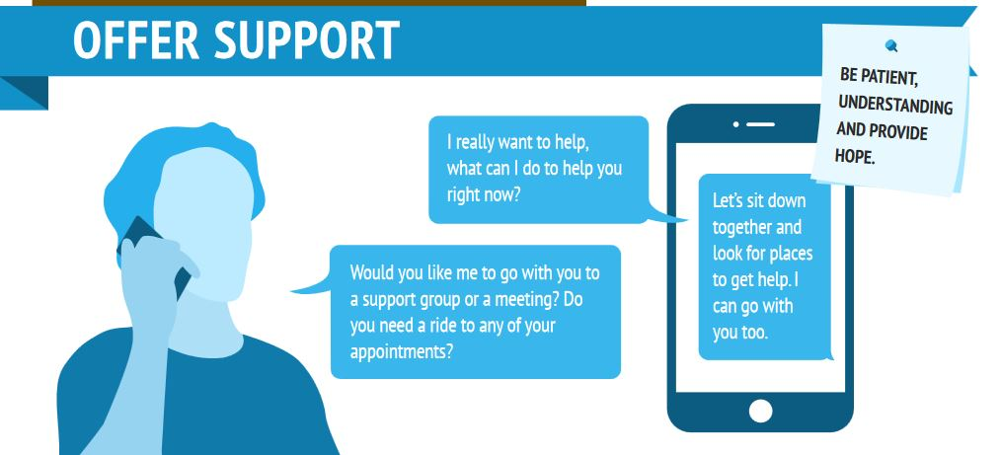 OFFER SUPPORT
BE PATIENT,
UNDERSTANDING
AND PROVIDE
HOPE.
I really want to help,
what can I do to help you
right now?
Let's sit down
together and
look for places
to get help. I
can go with
you too.
Would you like me to go with you to
a support group or a meeting? Do
you need a ride to any of your
appointments?